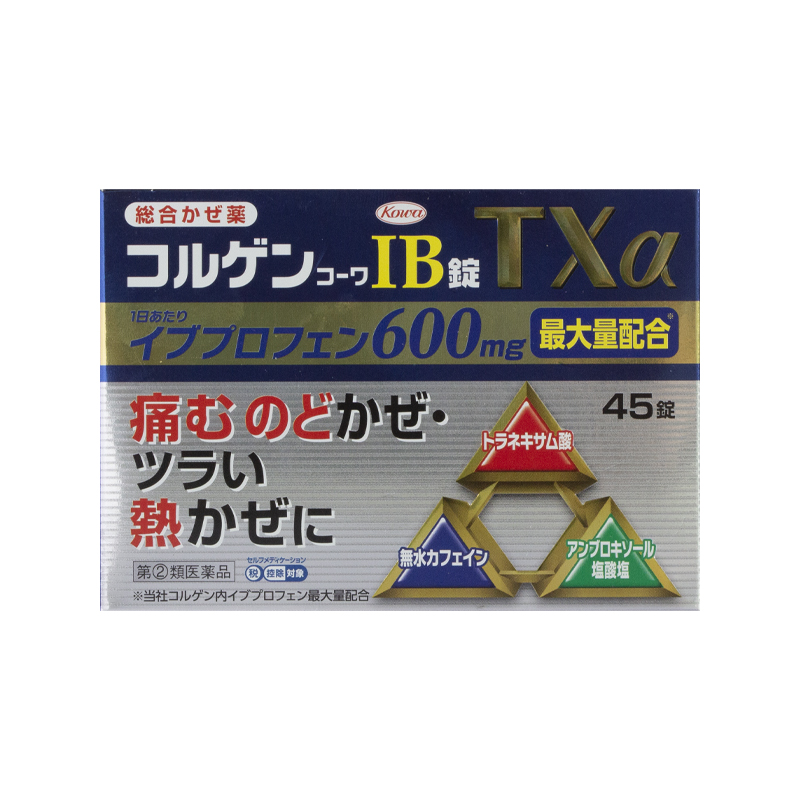 総合かぜ薬
Kowa
コルゲンコーワIB錠TXα
1日あたり
イブプロフェン600mg 最大量配合※
痛むのどかぜ・
ツラい
熱かぜに
45錠
トラネキサム酸
無水カフェイン
アンブロキソール
塩酸塩
指②類医薬品
セルフメディケーション
税 控除 対象
※当社コルゲン内イブプロフェン最大量配合